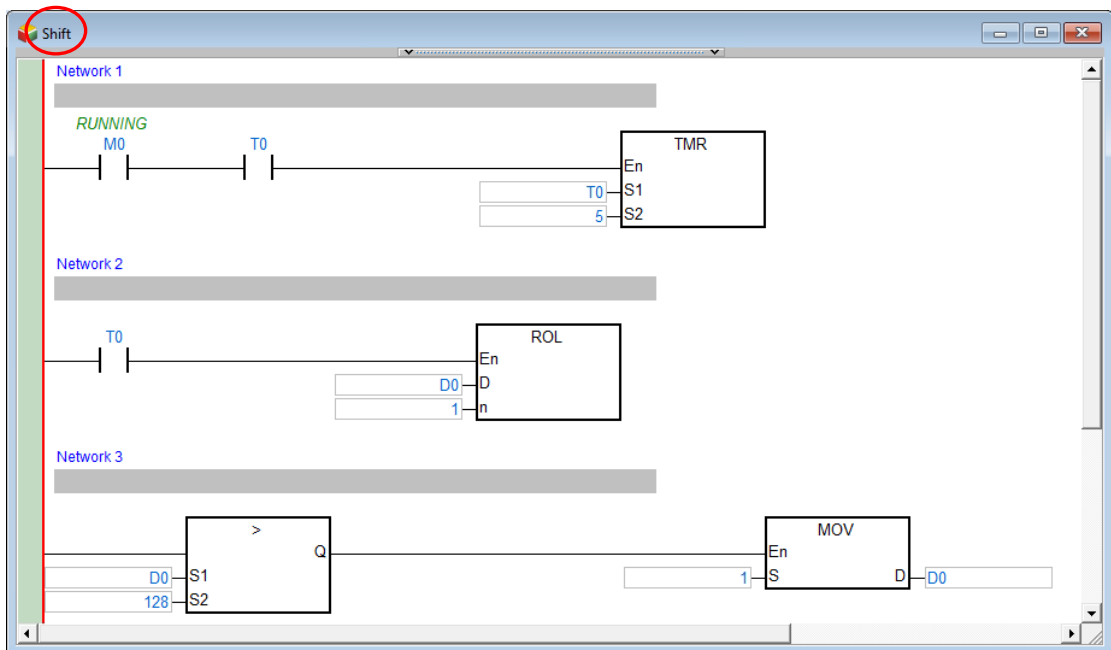 Shift
Network 1
RUNNING
M0 T0 TMR
En
T0 S1
5 S2
Network 2
T0 ROL
En
D0 D
1 n
Network 3
> MOV
Q En
D0 S1 1 S D D0
128 S2